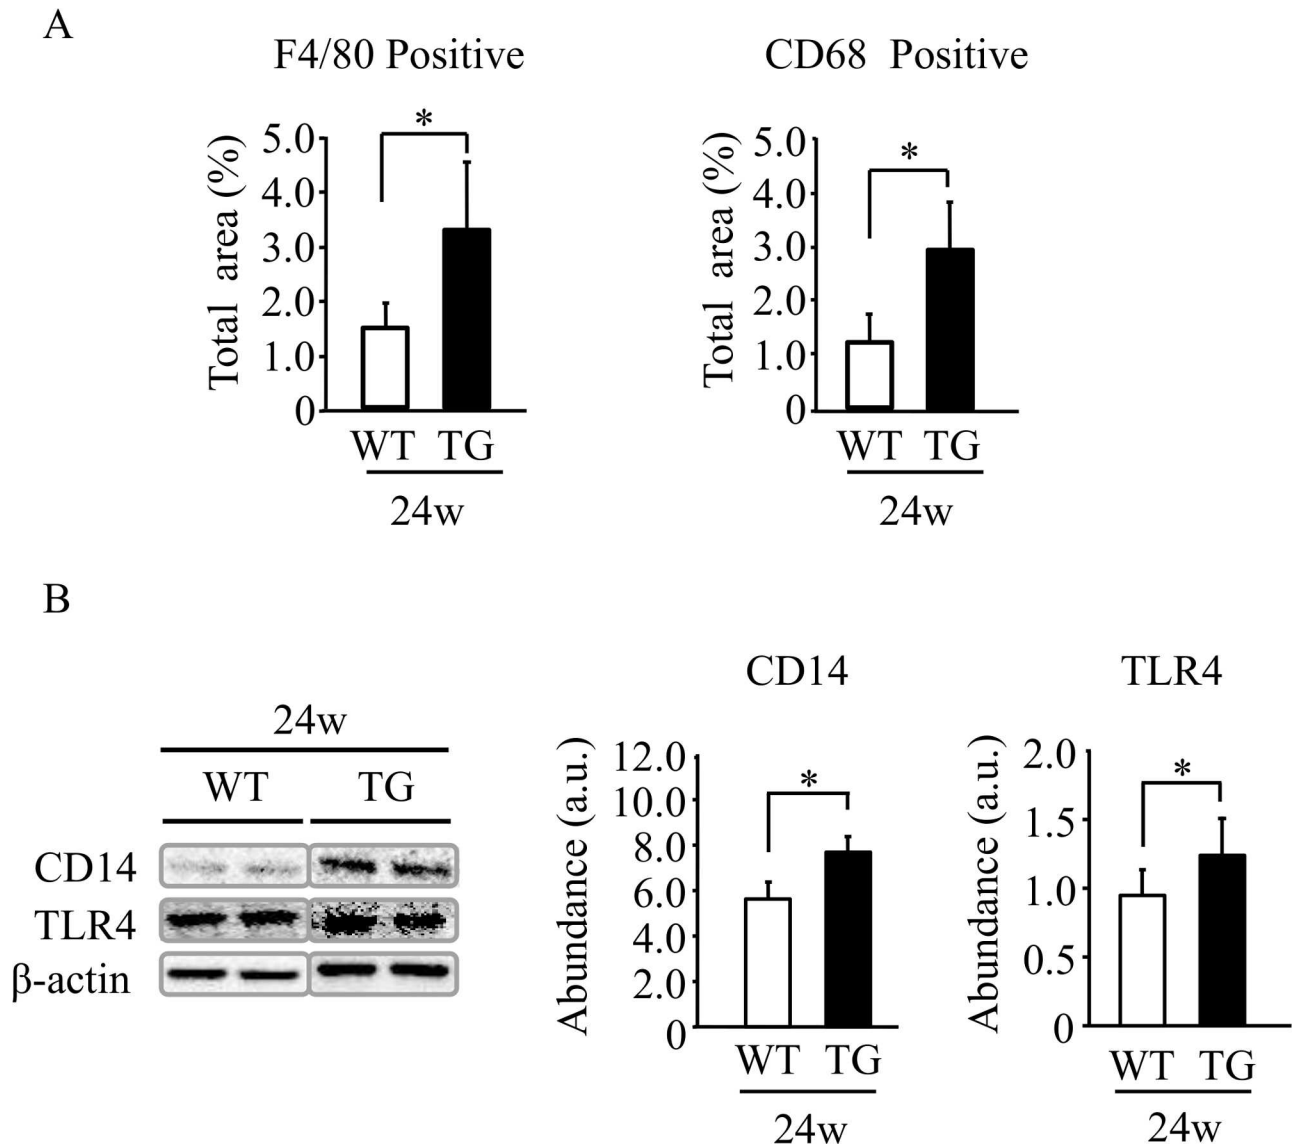 A
F4/80 Positive
Total area (%)
5.0
4.0
3.0
2.0
1.0
0
*
WT TG
24w
CD68 Positive
Total area (%)
5.0
4.0
3.0
2.0
1.0
0
*
WT TG
24w
B
24w
WT TG
CD14
TLR4
β-actin
CD14
Abundance (a.u.)
12.0
10.0
8.0
6.0
4.0
2.0
0
*
WT TG
24w
TLR4
Abundance (a.u.)
2.0
1.5
1.0
0.5
0
*
WT TG
24w